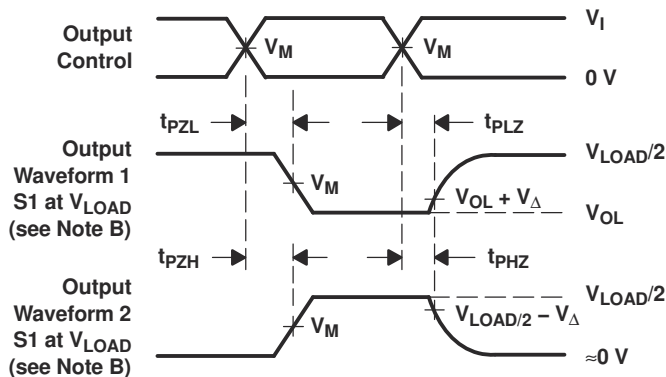 Output
Control
V_M
V_M
V_I
0 V
t_PZL
t_PLZ
Output
Waveform 1
S1 at V_LOAD
(see Note B)
V_LOAD/2
V_M
V_OL + V_Δ
V_OL
t_PZH
t_PHZ
Output
Waveform 2
S1 at V_LOAD
(see Note B)
V_LOAD/2
V_M
V_LOAD/2 − V_Δ
≈0 V